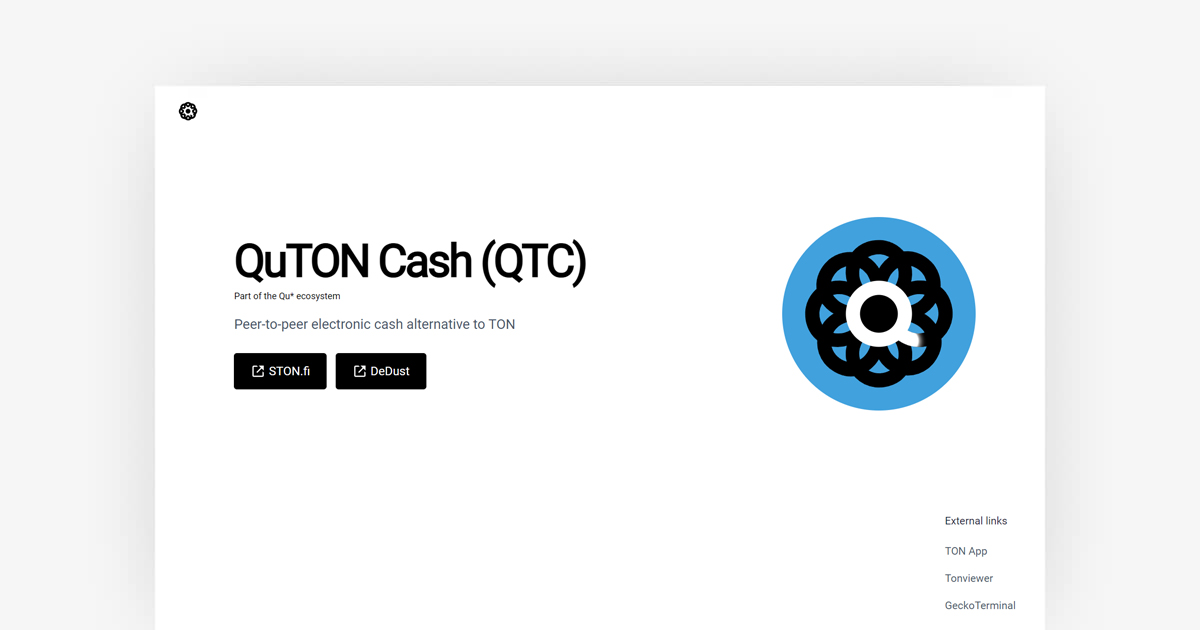 QuTON Cash (QTC)
Part of the Qu* ecosystem
Peer-to-peer electronic cash alternative to TON
STON.fi
DeDust
External links
TON App
Tonviewer
GeckoTerminal